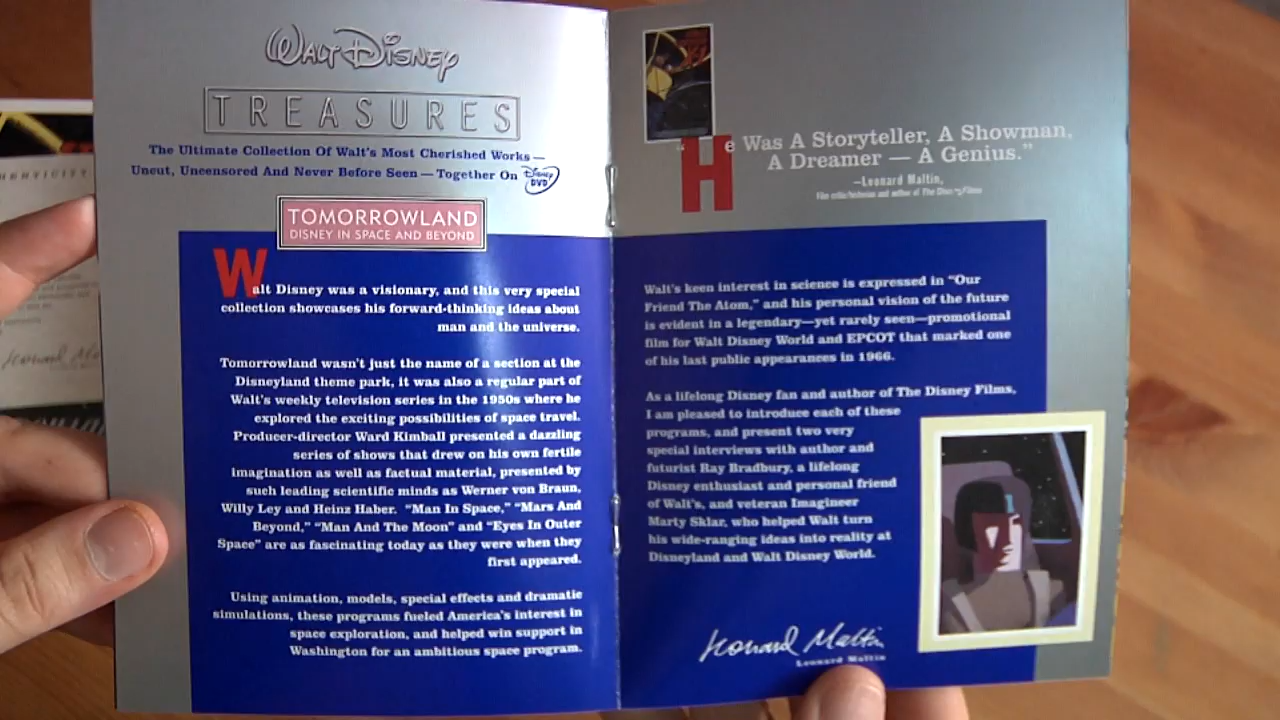 WALT DISNEY
TREASURES
The Ultimate Collection Of Walt's Most Cherished Works—
Uncut, Uncensored And Never Before Seen — Together On Disney DVD
TOMORROWLAND
DISNEY IN SPACE AND BEYOND
Walt Disney was a visionary, and this very special
collection showcases his forward-thinking ideas about
man and the universe.
Tomorrowland wasn't just the name of a section at the
Disneyland theme park, it was also a regular part of
Walt's weekly television series in the 1950s where he
explored the exciting possibilities of space travel.
Producer-director Ward Kimball presented a dazzling
series of shows that drew on his own fertile
imagination as well as factual material, presented by
such leading scientific minds as Werner von Braun,
Willy Ley and Heinz Haber. "Man In Space," "Mars And
Beyond," "Man And The Moon" and "Eyes In Outer
Space" are as fascinating today as they were when they
first appeared.
Using animation, models, special effects and dramatic
simulations, these programs fueled America's interest in
space exploration, and helped win support in
Washington for an ambitious space program.
"He Was A Storyteller, A Showman,
A Dreamer — A Genius."
—Leonard Maltin,
Film critic/historian and author of The Disney Films
Walt's keen interest in science is expressed in "Our
Friend The Atom," and his personal vision of the future
is evident in a legendary—yet rarely seen—promotional
film for Walt Disney World and EPCOT that marked one
of his last public appearances in 1966.
As a lifelong Disney fan and author of The Disney Films,
I am pleased to introduce each of these
programs, and present two very
special interviews with author and
futurist Ray Bradbury, a lifelong
Disney enthusiast and personal friend
of Walt's, and veteran Imagineer
Marty Sklar, who helped Walt turn
his wide-ranging ideas into reality at
Disneyland and Walt Disney World.
Leonard Maltin
Leonard Maltin